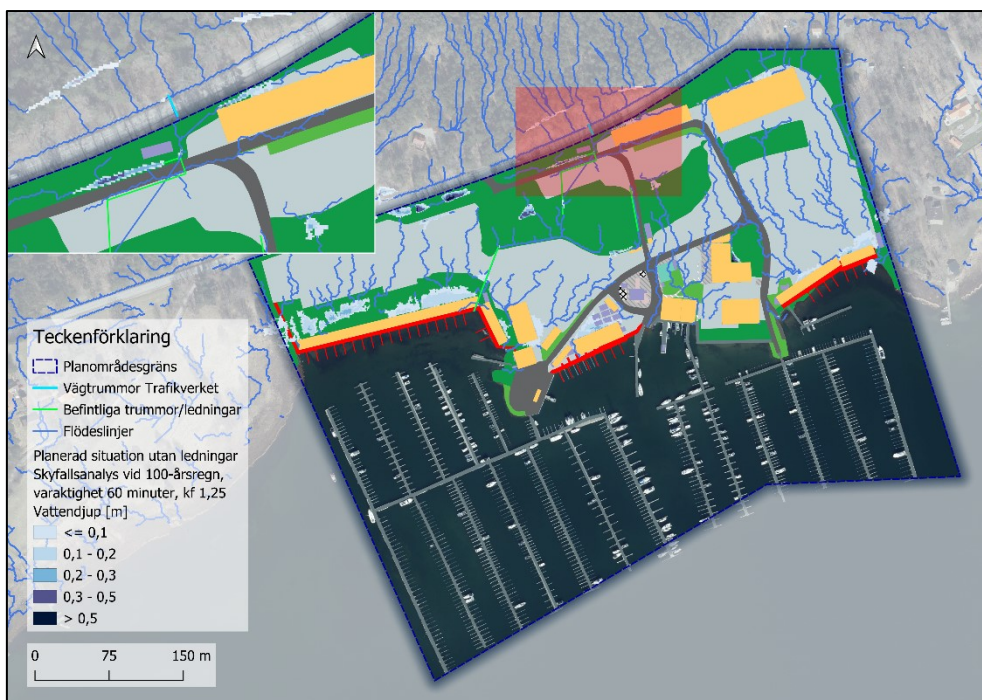 Teckenförklaring
Planområdesgräns
Vägtrummor Trafikverket
Befintliga trummor/ledningar
Flödeslinjer
Planerad situation utan ledningar
Skyfallsanalys vid 100-årsregn,
varaktighet 60 minuter, kf 1,25
Vattendjup [m]
<= 0,1
0,1 - 0,2
0,2 - 0,3
0,3 - 0,5
> 0,5
0 75 150 m